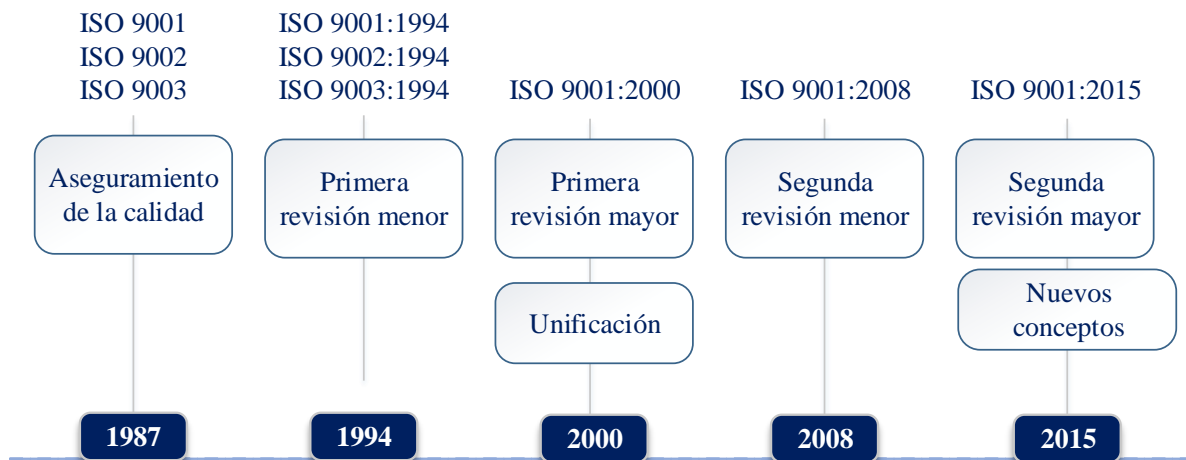 ISO 9001
ISO 9002
ISO 9003
Aseguramiento
de la calidad
1987
ISO 9001:1994
ISO 9002:1994
ISO 9003:1994
Primera
revisión menor
1994
ISO 9001:2000
Primera
revisión mayor
Unificación
2000
ISO 9001:2008
Segunda
revisión menor
2008
ISO 9001:2015
Segunda
revisión mayor
Nuevos
conceptos
2015